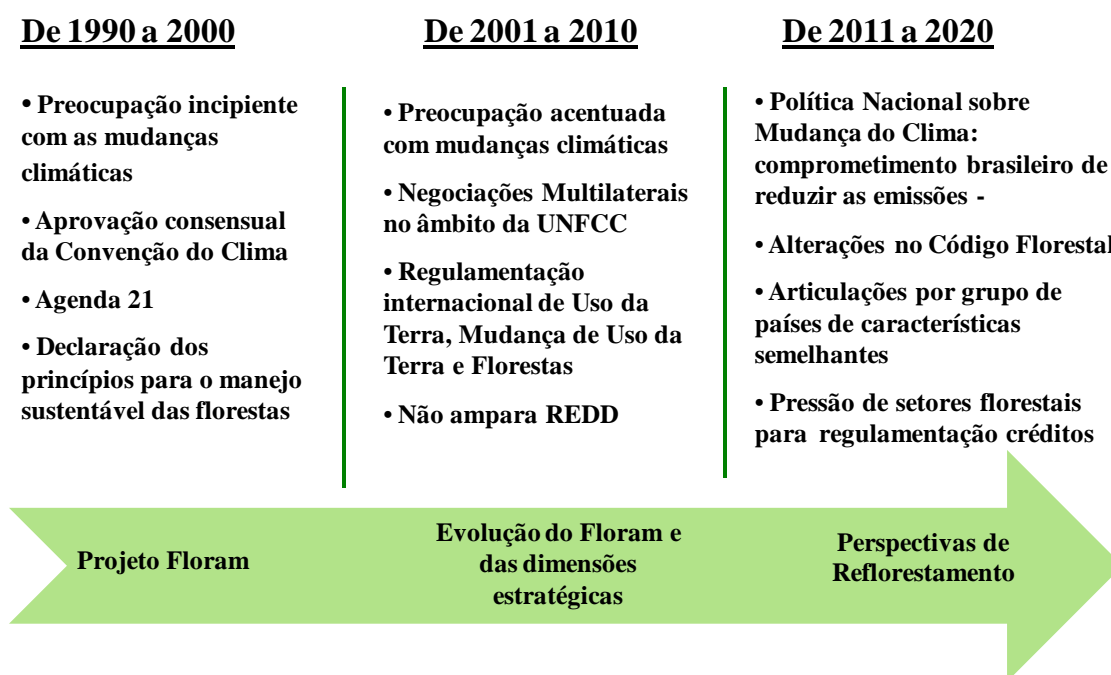 De 1990 a 2000
• Preocupação incipiente
com as mudanças
climáticas
• Aprovação consensual
da Convenção do Clima
• Agenda 21
• Declaração dos
princípios para o manejo
sustentável das florestas
De 2001 a 2010
• Preocupação acentuada
com mudanças climáticas
• Negociações Multilaterais
no âmbito da UNFCC
• Regulamentação
internacional de Uso da
Terra, Mudança de Uso da
Terra e Florestas
• Não ampara REDD
De 2011 a 2020
• Política Nacional sobre
Mudança do Clima:
comprometimento brasileiro de
reduzir as emissões -
• Alterações no Código Florestal
• Articulações por grupo de
países de características
semelhantes
• Pressão de setores florestais
para regulamentação créditos
Projeto Floram
Evolução do Floram e
das dimensões
estratégicas
Perspectivas de
Reflorestamento